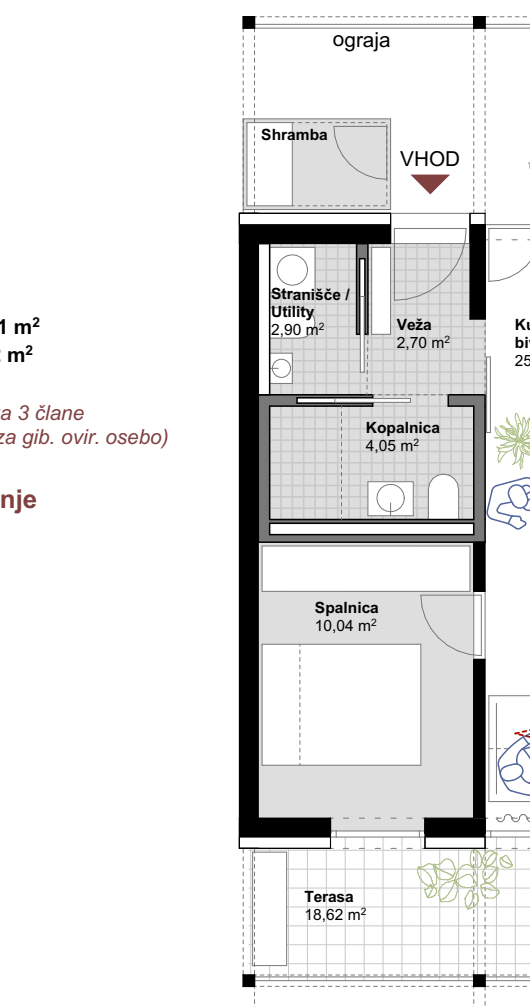 ograja
Shramba
VHOD
Stranišče /
Utility
2,90 m²
Veža
2,70 m²
Ku
biv
25
1 m²
m²
a 3 člane
za gib. ovir. osebo)
Kopalnica
4,05 m²
nje
Spalnica
10,04 m²
Terasa
18,62 m²